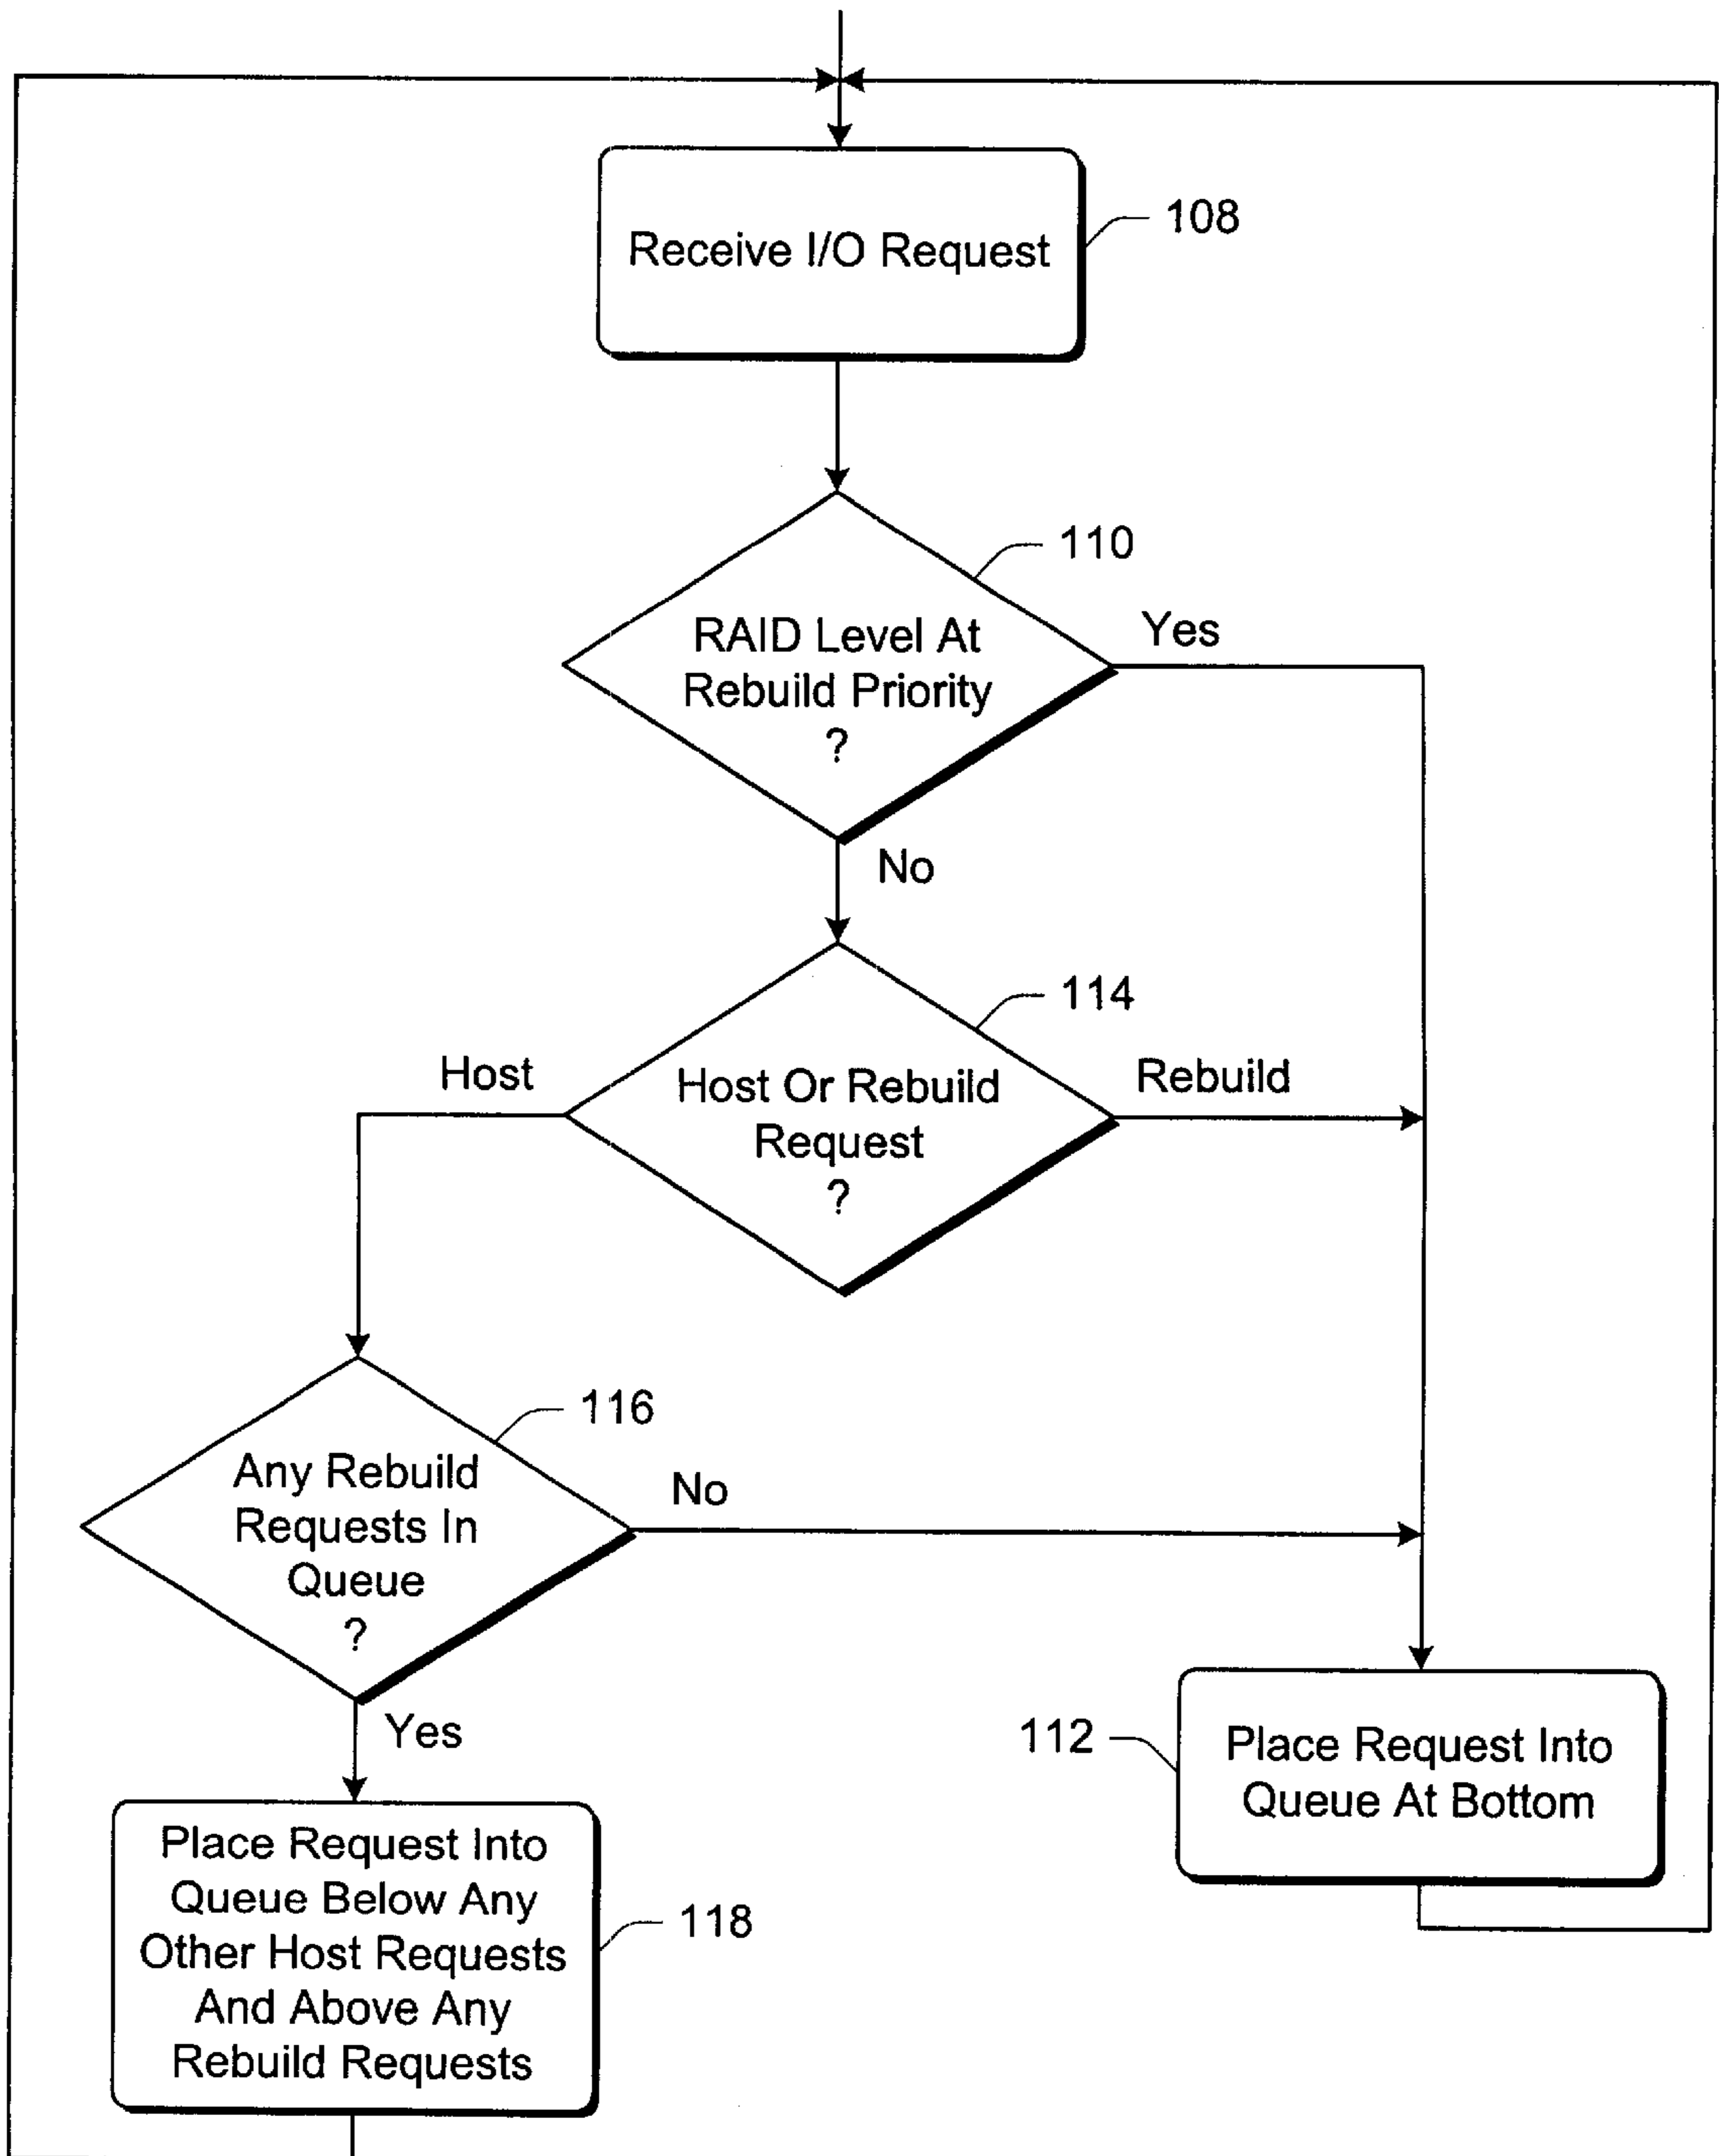 Receive I/O Request
108
110
RAID Level At
Rebuild Priority
?
Yes
No
114
Host
Host Or Rebuild
Request
?
Rebuild
116
Any Rebuild
Requests In
Queue
?
No
Yes
112
Place Request Into
Queue At Bottom
Place Request Into
Queue Below Any
Other Host Requests
And Above Any
Rebuild Requests
118